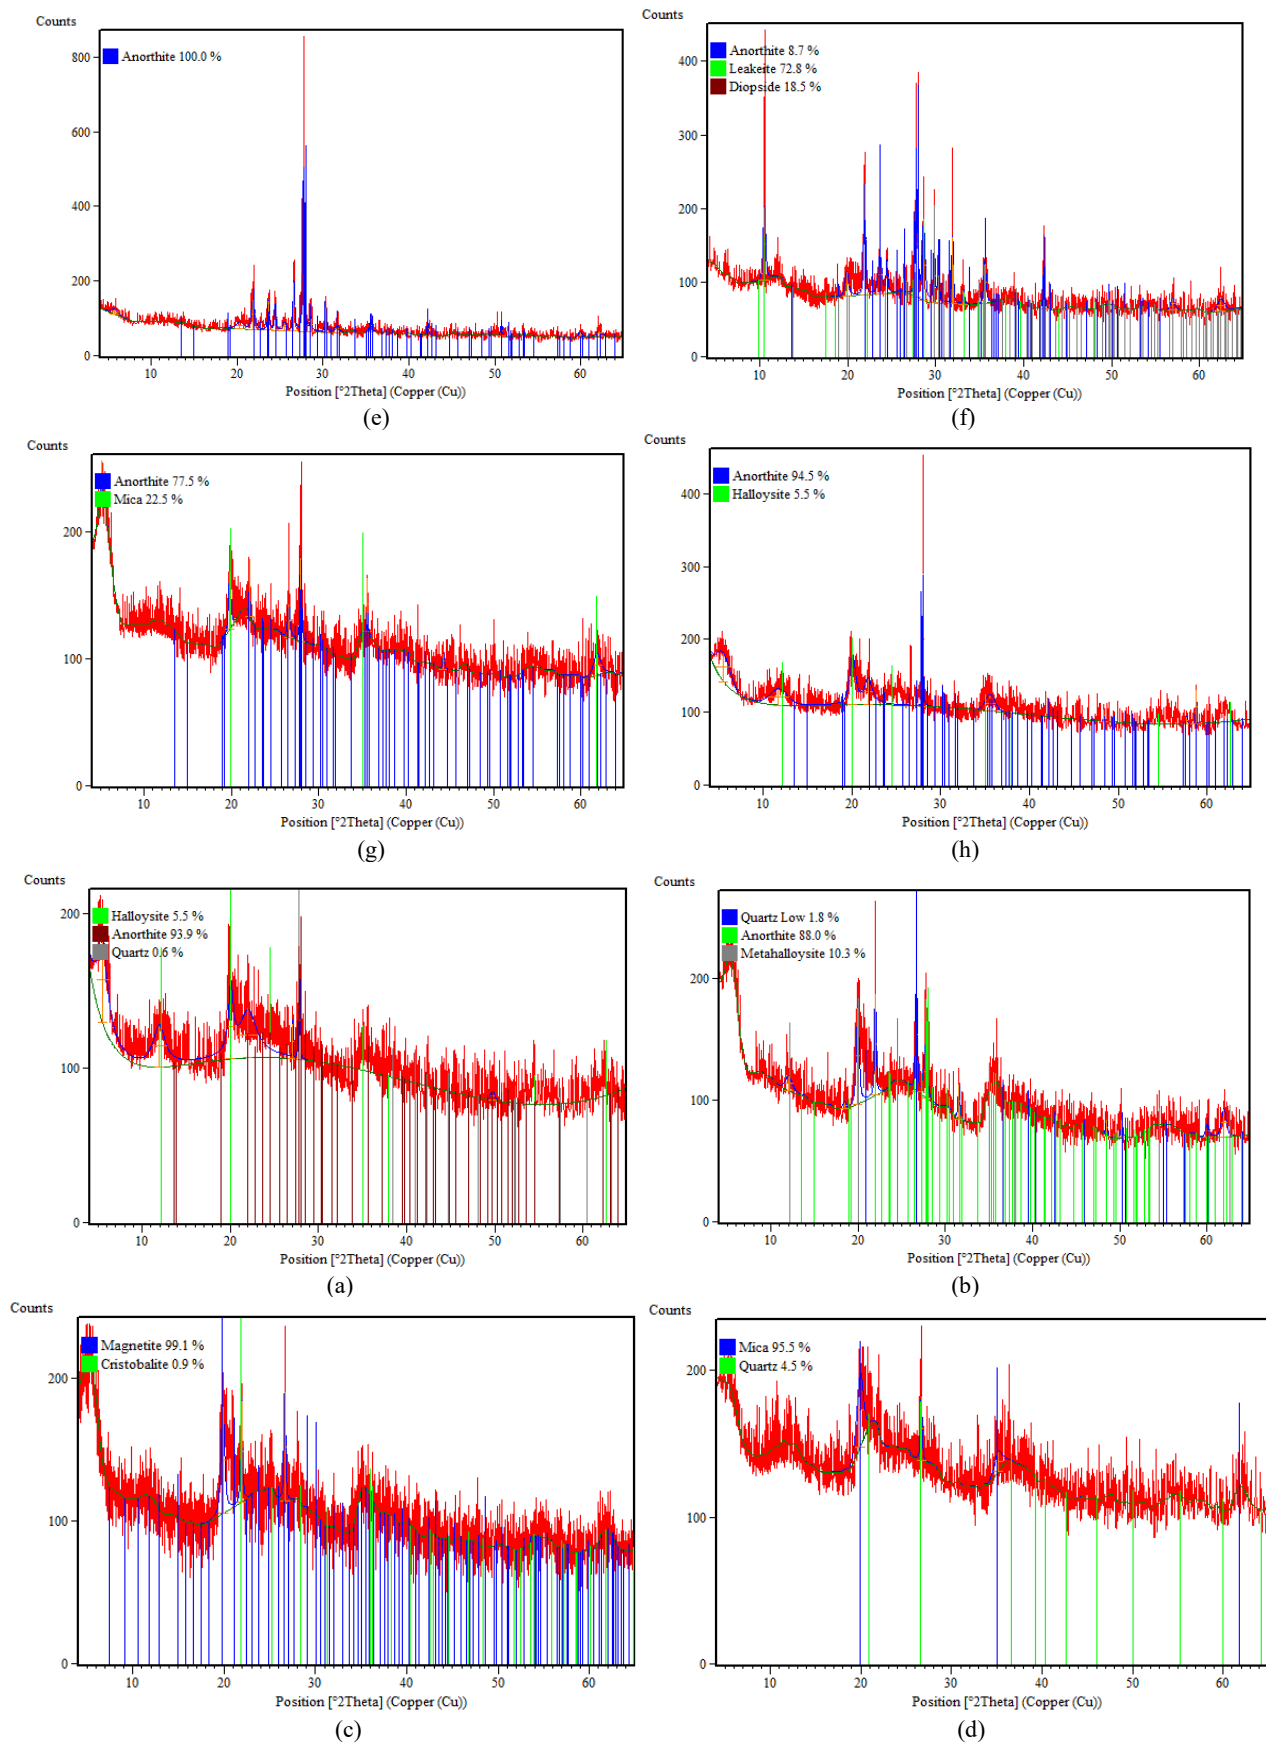 Counts
Anorthite 100.0 %
800
600
400
200
0
10 20 30 40 50 60
Position [°2Theta] (Copper (Cu))
(e)
Counts
Anorthite 8.7 %
Leakeite 72.8 %
Diopside 18.5 %
400
300
200
100
0
10 20 30 40 50 60
Position [°2Theta] (Copper (Cu))
(f)
Counts
Anorthite 77.5 %
Mica 22.5 %
200
100
0
10 20 30 40 50 60
Position [°2Theta] (Copper (Cu))
(g)
Counts
Anorthite 94.5 %
Halloysite 5.5 %
400
300
200
100
0
10 20 30 40 50 60
Position [°2Theta] (Copper (Cu))
(h)
Counts
Halloysite 5.5 %
Anorthite 93.9 %
Quartz 0.6 %
200
100
0
10 20 30 40 50 60
Position [°2Theta] (Copper (Cu))
(a)
Counts
Quartz Low 1.8 %
Anorthite 88.0 %
Metahalloysite 10.3 %
200
100
0
10 20 30 40 50 60
Position [°2Theta] (Copper (Cu))
(b)
Counts
Magnetite 99.1 %
Cristobalite 0.9 %
200
100
0
10 20 30 40 50 60
Position [°2Theta] (Copper (Cu))
(c)
Counts
Mica 95.5 %
Quartz 4.5 %
200
100
0
10 20 30 40 50 60
Position [°2Theta] (Copper (Cu))
(d)